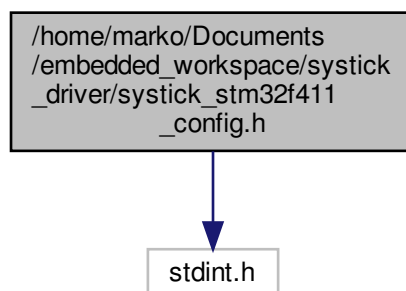 /home/marko/Documents
/embedded_workspace/systick
_driver/systick_stm32f411
_config.h
stdint.h